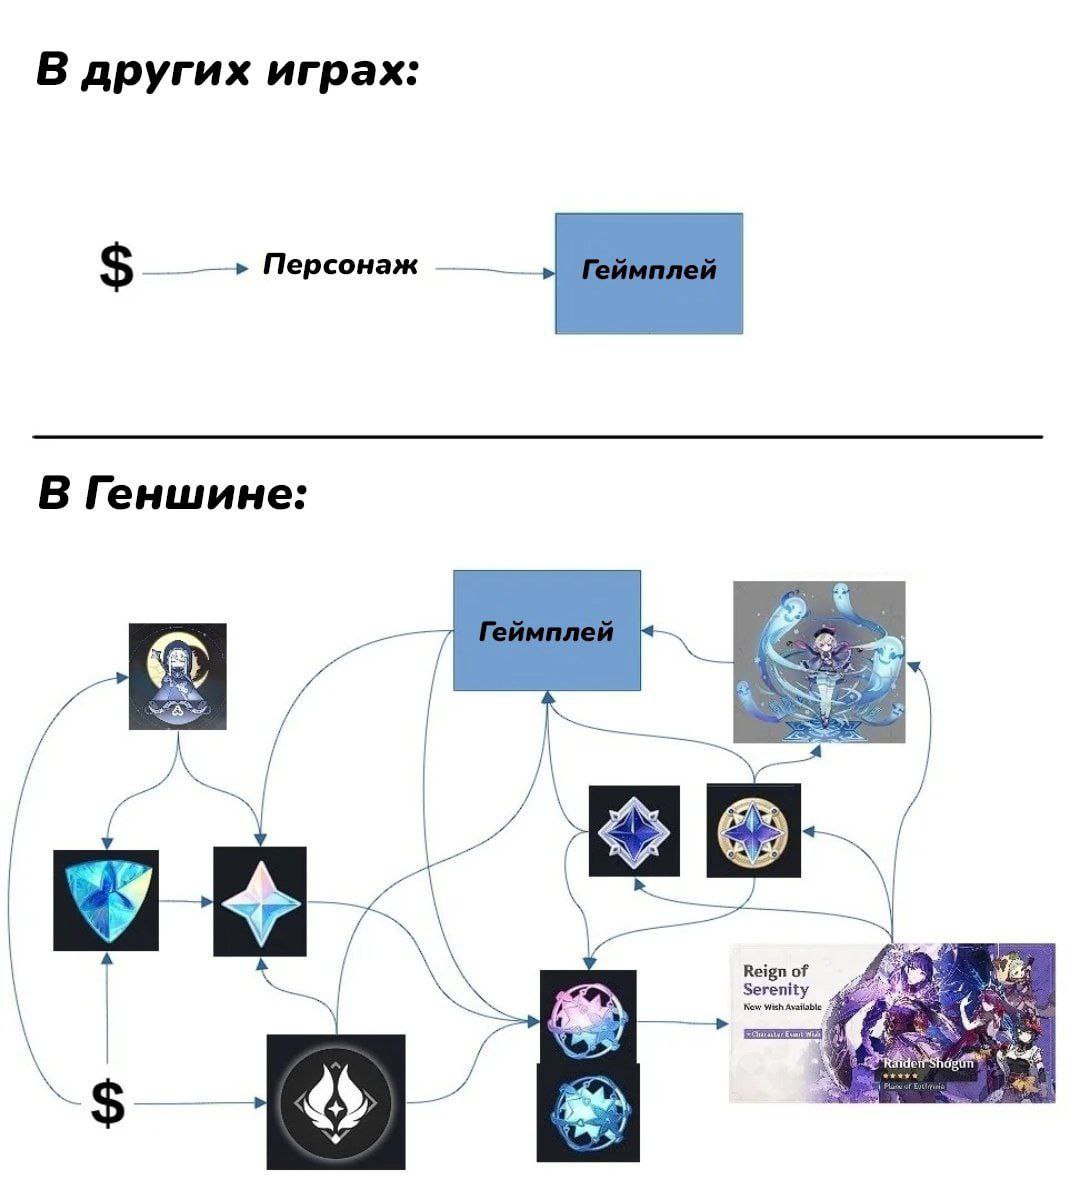 В других играх:
$
Персонаж
Геймплей
В Геншине:
Геймплей
Reign of
Serenity
New Wish Available
Character Event Wish
Raiden Shogun
Plane of Euthymia
$